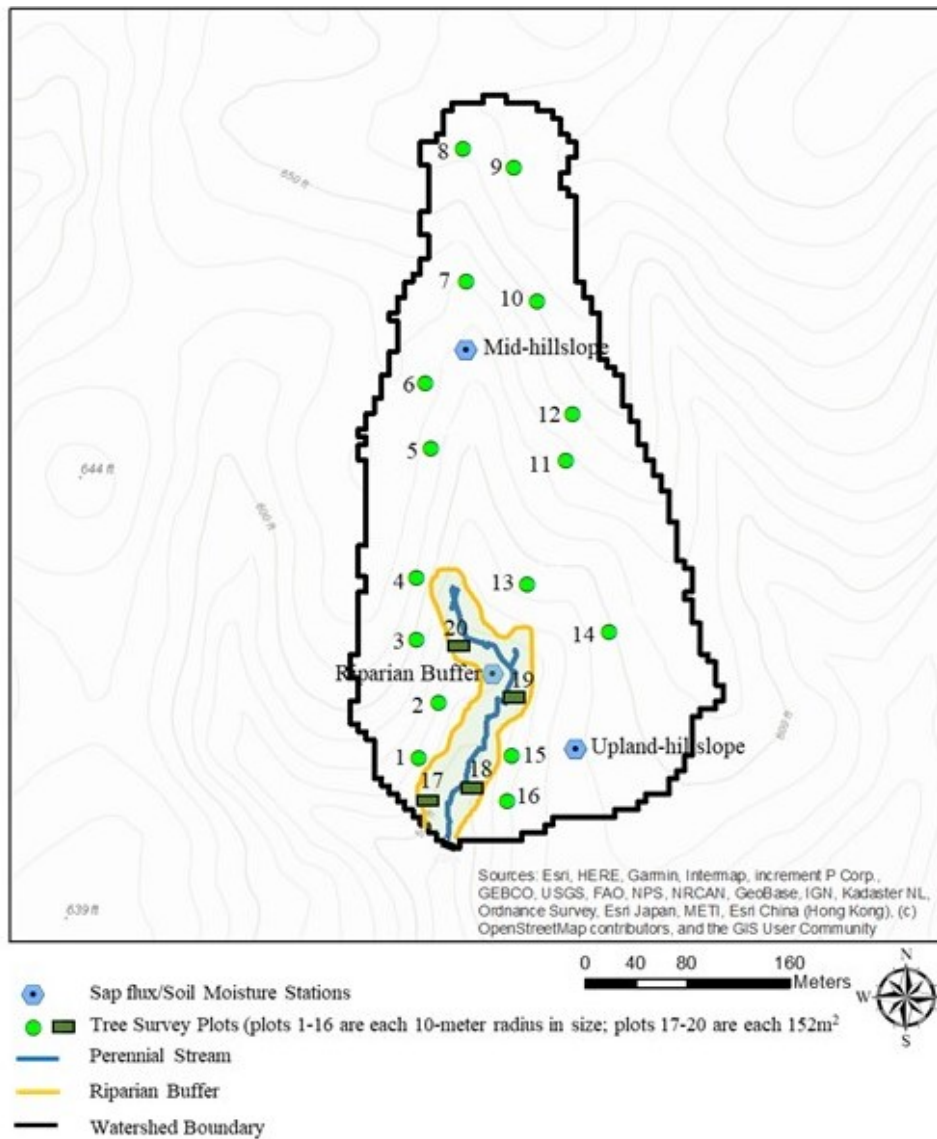 8
9
650 ft
7
10
Mid-hillslope
6
12
5
11
644 ft
600 ft
4
13
20
14
3
Riparian Buffer
19
2
600 ft
Upland-hillslope
1
15
17
18
16
639 ft
Sources: Esri, HERE, Garmin, Intermap, increment P Corp.,
GEBCO, USGS, FAO, NPS, NRCAN, GeoBase, IGN, Kadaster NL,
Ordnance Survey, Esri Japan, METI, Esri China (Hong Kong), (c)
OpenStreetMap contributors, and the GIS User Community
0 40 80 160
Meters
N
W
E
S
Sap flux/Soil Moisture Stations
Tree Survey Plots (plots 1-16 are each 10-meter radius in size; plots 17-20 are each 152m²
Perennial Stream
Riparian Buffer
Watershed Boundary